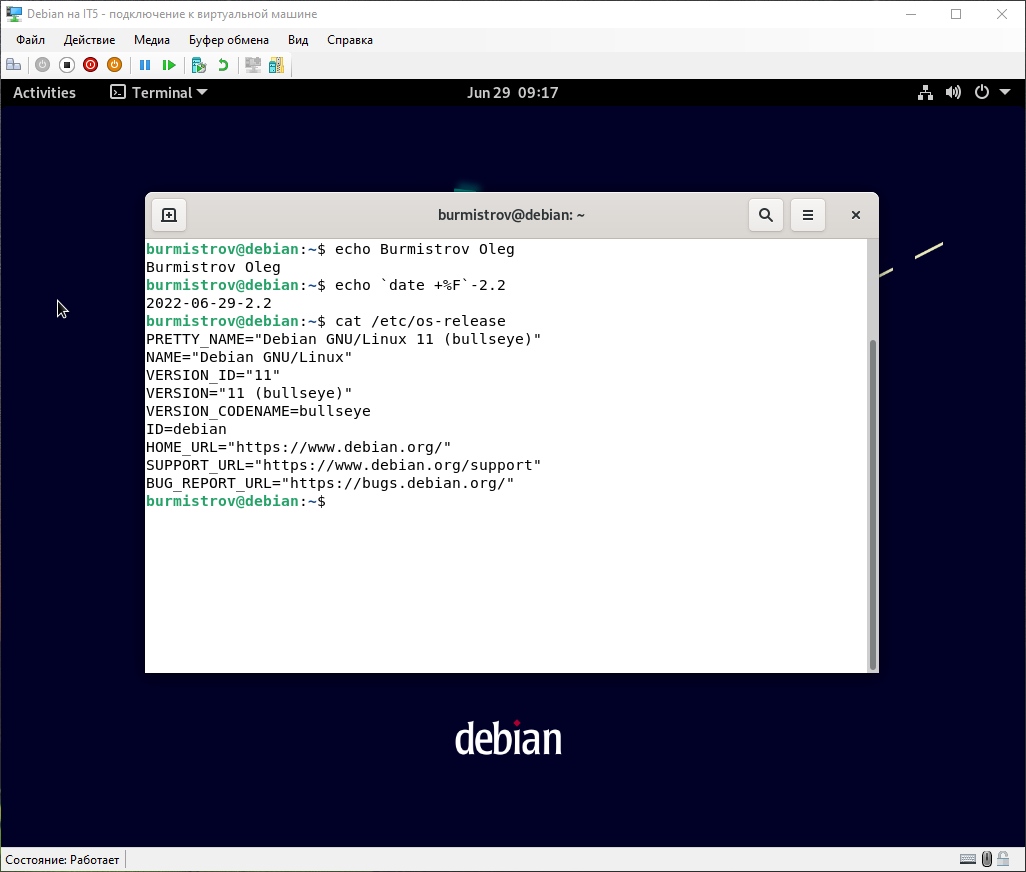 Debian на IT5 - подключение к виртуальной машине
Файл Действие Медиа Буфер обмена Вид Справка
Activities Terminal Jun 29 09:17
burmistrov@debian: ~
burmistrov@debian:~$ echo Burmistrov Oleg
Burmistrov Oleg
burmistrov@debian:~$ echo `date +%F`-2.2
2022-06-29-2.2
burmistrov@debian:~$ cat /etc/os-release
PRETTY_NAME="Debian GNU/Linux 11 (bullseye)"
NAME="Debian GNU/Linux"
VERSION_ID="11"
VERSION="11 (bullseye)"
VERSION_CODENAME=bullseye
ID=debian
HOME_URL="https://www.debian.org/"
SUPPORT_URL="https://www.debian.org/support"
BUG_REPORT_URL="https://bugs.debian.org/"
burmistrov@debian:~$
debian
Состояние: Работает